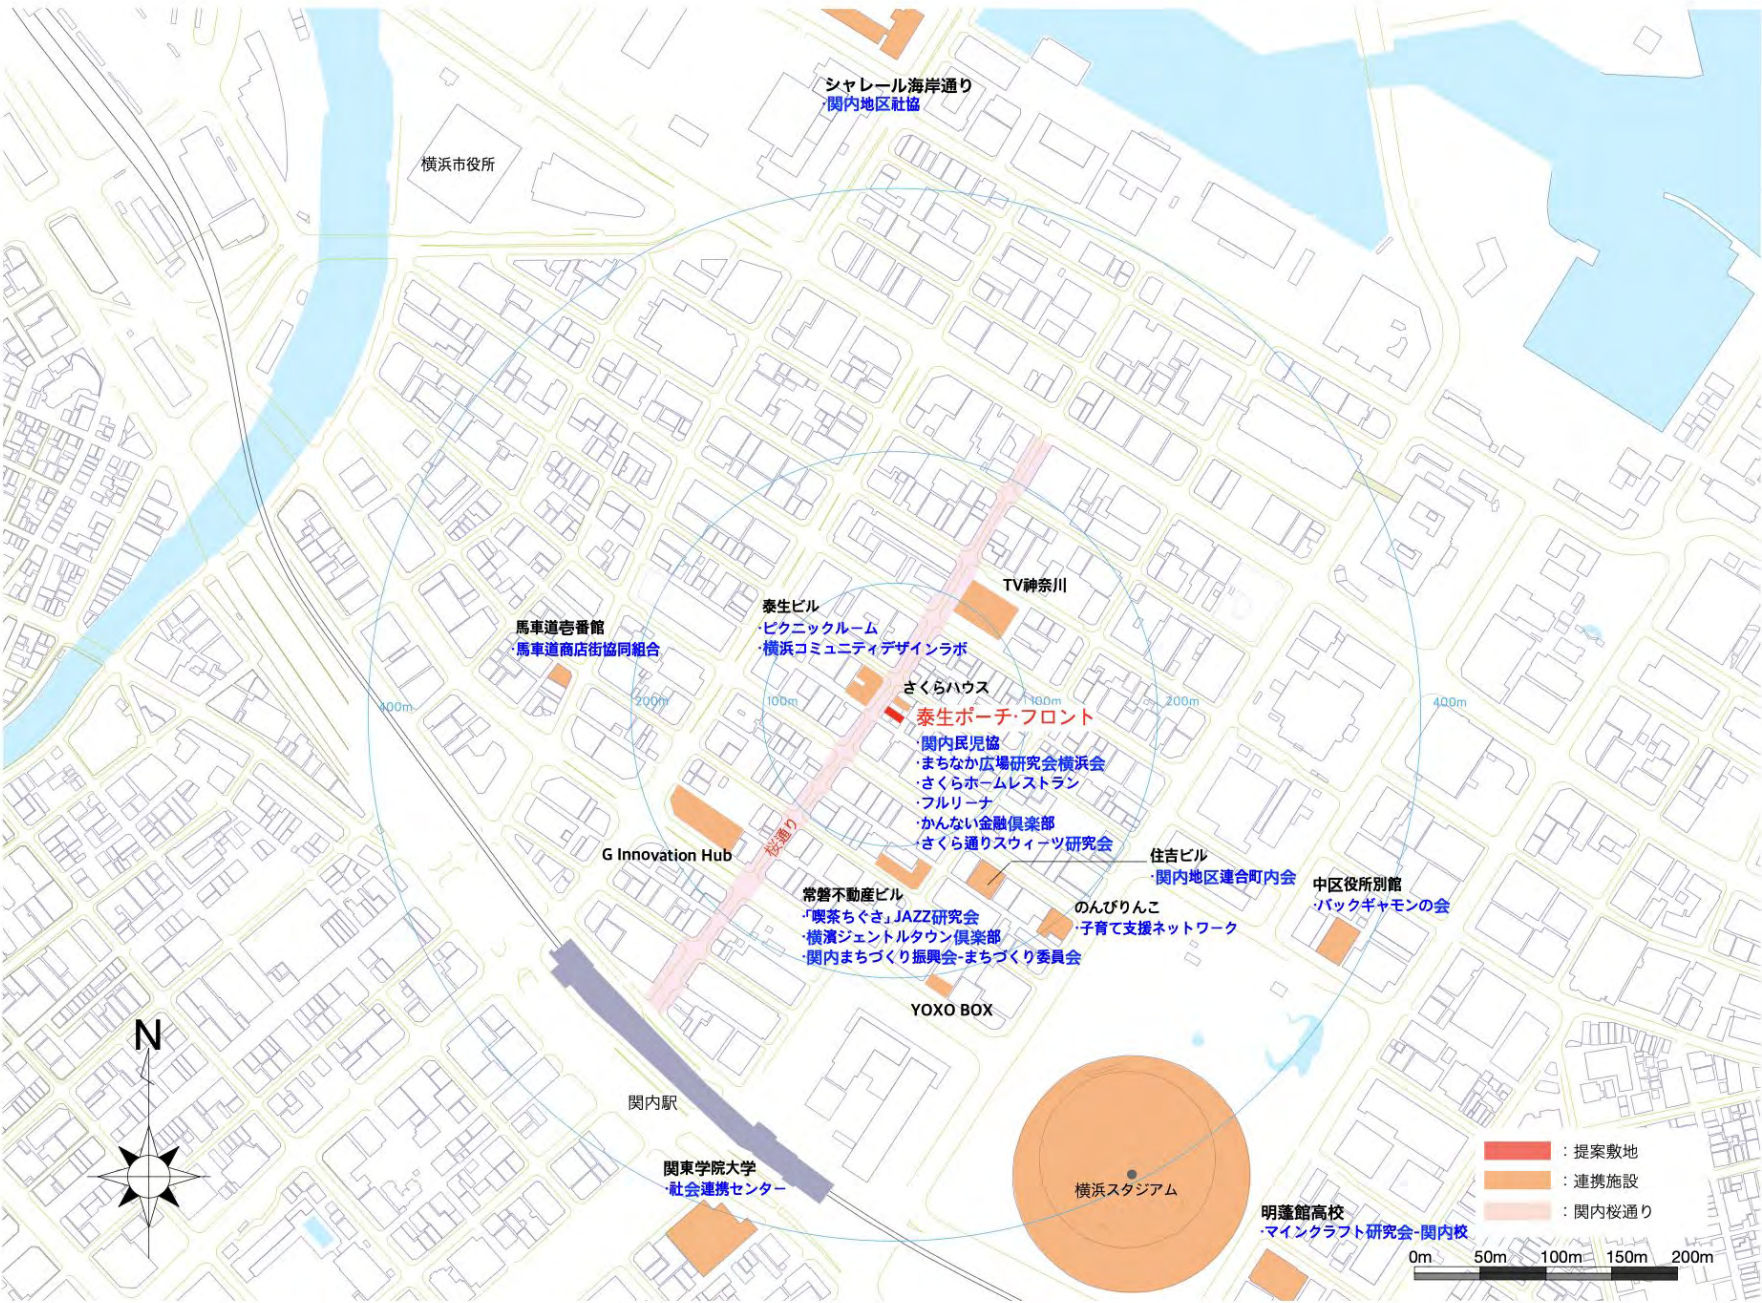 シャレール海岸通り
・関内地区社協
横浜市役所
TV神奈川
泰生ビル
・ピクニックルーム
・横浜コミュニティデザインラボ
馬車道壱番館
・馬車道商店街協同組合
さくらハウス
400m
200m
100m
100m
200m
400m
泰生ポーチ・フロント
・関内民児協
・まちなか広場研究会横浜会
・さくらホームレストラン
・フルリーナ
・かんない金融倶楽部
・さくら通りスウィーツ研究会
桜通り
G Innovation Hub
住吉ビル
・関内地区連合町内会
常磐不動産ビル
・「喫茶ちぐさ」JAZZ研究会
・横濱ジェントルタウン倶楽部
・関内まちづくり振興会-まちづくり委員会
のんびりんこ
・子育て支援ネットワーク
中区役所別館
・バックギャモンの会
YOXO BOX
N
関内駅
関東学院大学
・社会連携センター
横浜スタジアム
明蓬館高校
・マインクラフト研究会-関内校
：提案敷地
：連携施設
：関内桜通り
0m 50m 100m 150m 200m